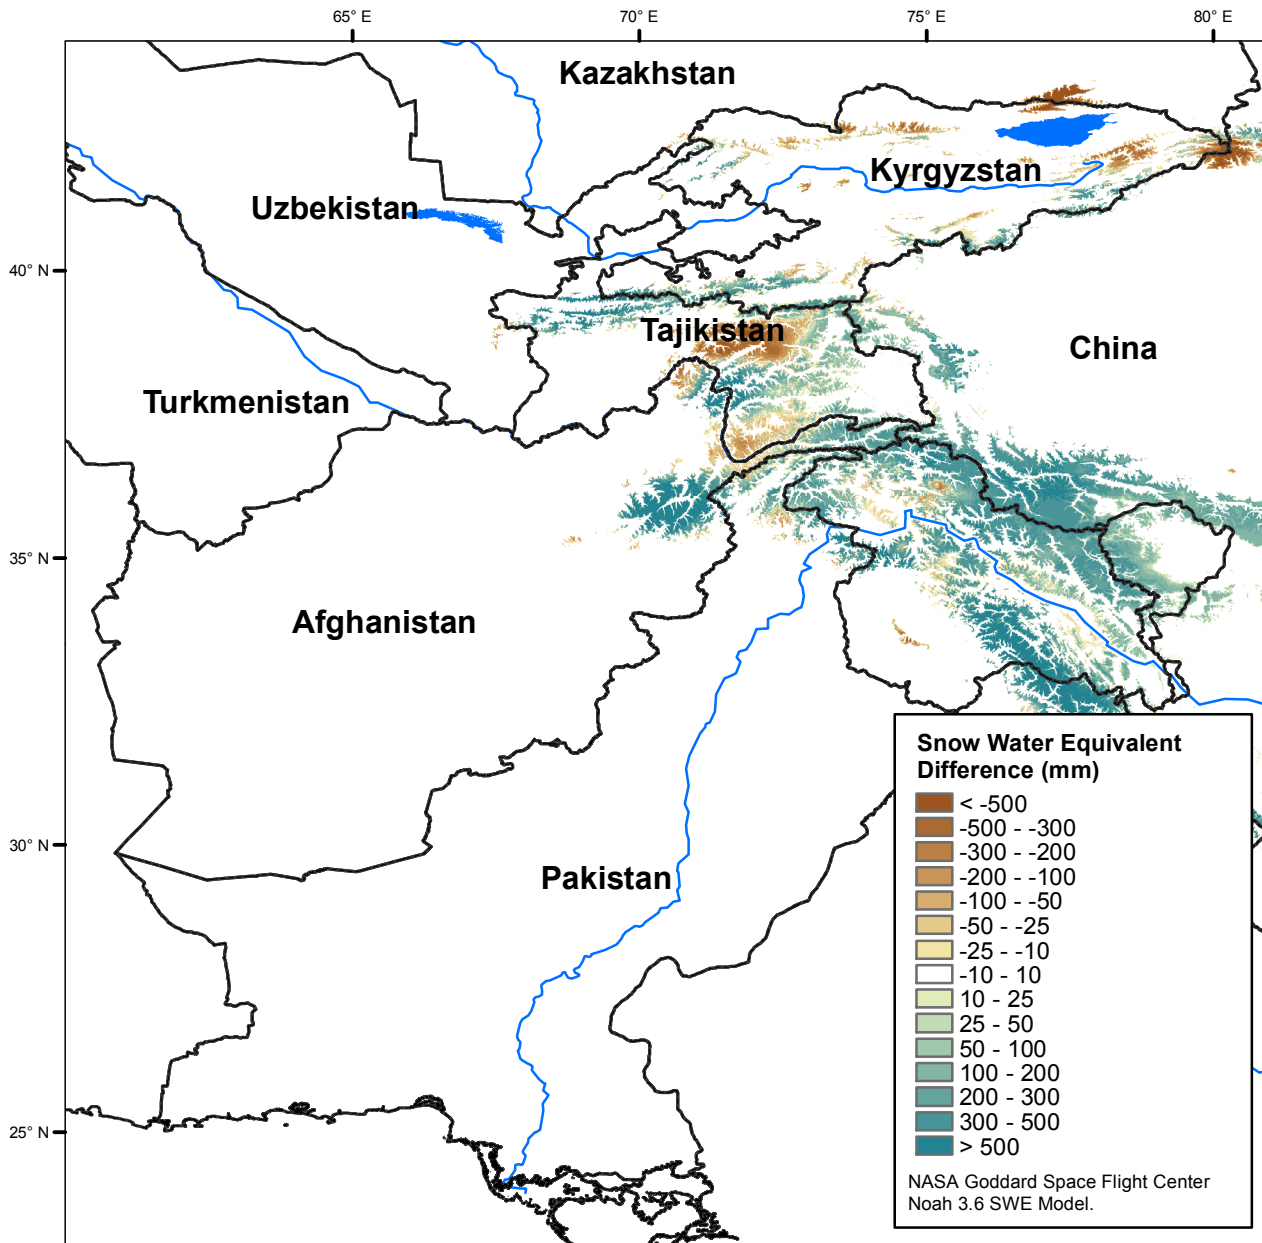 65° E
70° E
75° E
80° E
Kazakhstan
Kyrgyzstan
Uzbekistan
40° N
Tajikistan
China
Turkmenistan
35° N
Afghanistan
30° N
Pakistan
25° N
Snow Water Equivalent
Difference (mm)
< -500
-500 - -300
-300 - -200
-200 - -100
-100 - -50
-50 - -25
-25 - -10
-10 - 10
10 - 25
25 - 50
50 - 100
100 - 200
200 - 300
300 - 500
> 500
NASA Goddard Space Flight Center
Noah 3.6 SWE Model.